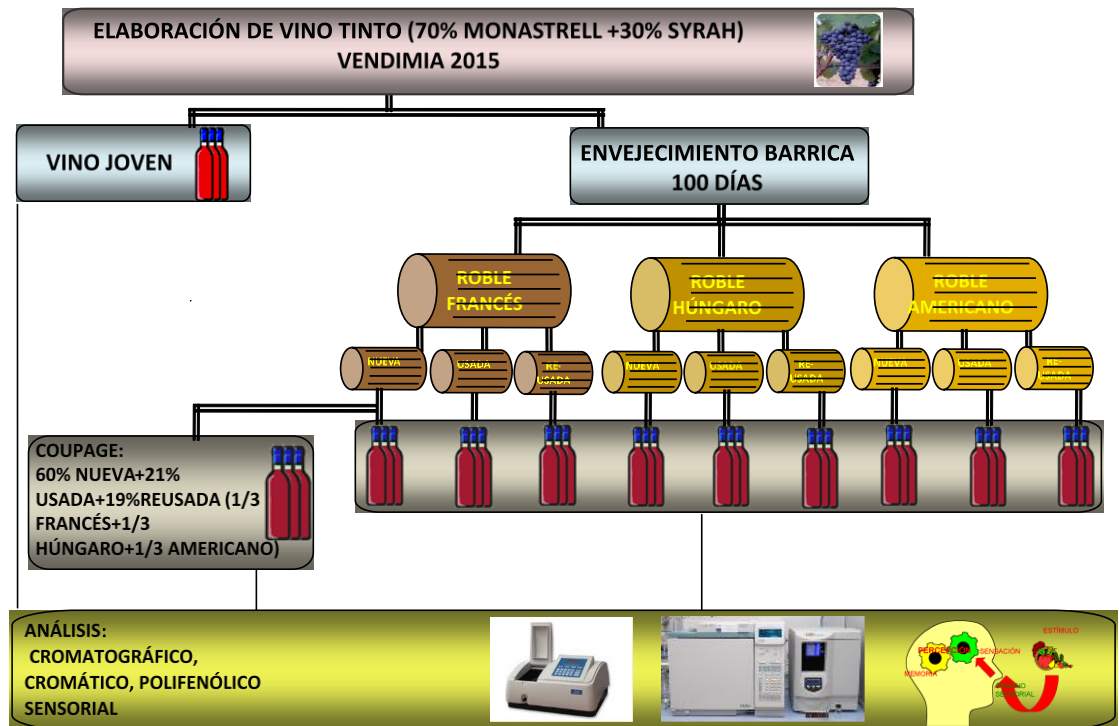 ELABORACIÓN DE VINO TINTO (70% MONASTRELL +30% SYRAH)
VENDIMIA 2015
VINO JOVEN
ENVEJECIMIENTO BARRICA
100 DÍAS
ROBLE
FRANCÉS
ROBLE
HÚNGARO
ROBLE
AMERICANO
NUEVA
USADA
RE-
USADA
NUEVA
USADA
RE-
USADA
NUEVA
USADA
RE-
USADA
COUPAGE:
60% NUEVA+21%
USADA+19%REUSADA (1/3
FRANCÉS+1/3
HÚNGARO+1/3 AMERICANO)
ANÁLISIS:
CROMATOGRÁFICO,
CROMÁTICO, POLIFENÓLICO
SENSORIAL
ESTÍMULO
PERCEPCIÓN
SENSACIÓN
MEMORIA
SENSORIAL